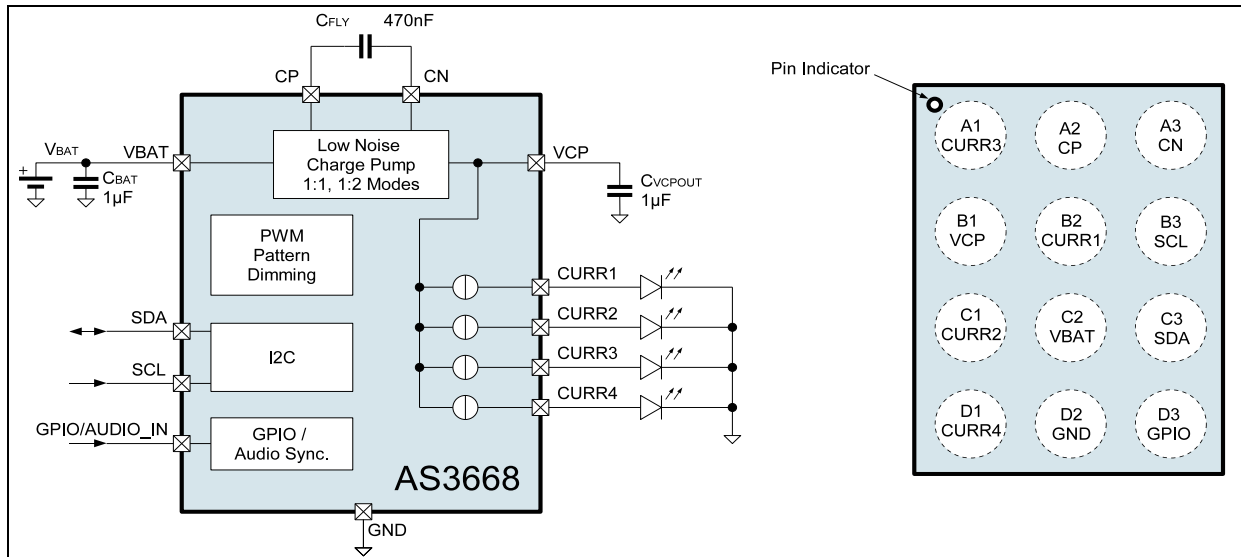 CFLY 470nF
CP
CN
VBAT
VBAT
+
CBAT
1µF
Low Noise
Charge Pump
1:1, 1:2 Modes
VCP
CVCPOUT
1µF
PWM
Pattern
Dimming
CURR1
CURR2
CURR3
CURR4
SDA
SCL
I2C
GPIO/AUDIO_IN
GPIO /
Audio Sync.
AS3668
GND
Pin Indicator
A1
CURR3
A2
CP
A3
CN
B1
VCP
B2
CURR1
B3
SCL
C1
CURR2
C2
VBAT
C3
SDA
D1
CURR4
D2
GND
D3
GPIO